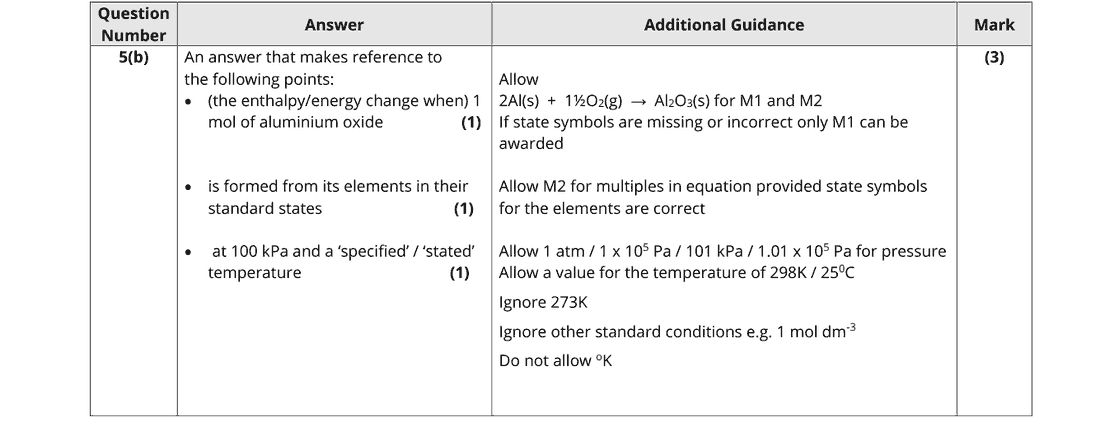 Question Number
Answer
Additional Guidance
Mark
5(b)
An answer that makes reference to
the following points:
• (the enthalpy/energy change when) 1
mol of aluminium oxide (1)
• is formed from its elements in their
standard states (1)
• at 100 kPa and a ‘specified’ / ‘stated’
temperature (1)
Allow
2Al(s) + 1½O₂(g) → Al₂O₃(s) for M1 and M2
If state symbols are missing or incorrect only M1 can be
awarded
Allow M2 for multiples in equation provided state symbols
for the elements are correct
Allow 1 atm / 1 x 10⁵ Pa / 101 kPa / 1.01 x 10⁵ Pa for pressure
Allow a value for the temperature of 298K / 25⁰C
Ignore 273K
Ignore other standard conditions e.g. 1 mol dm⁻³
Do not allow ᵒK
(3)